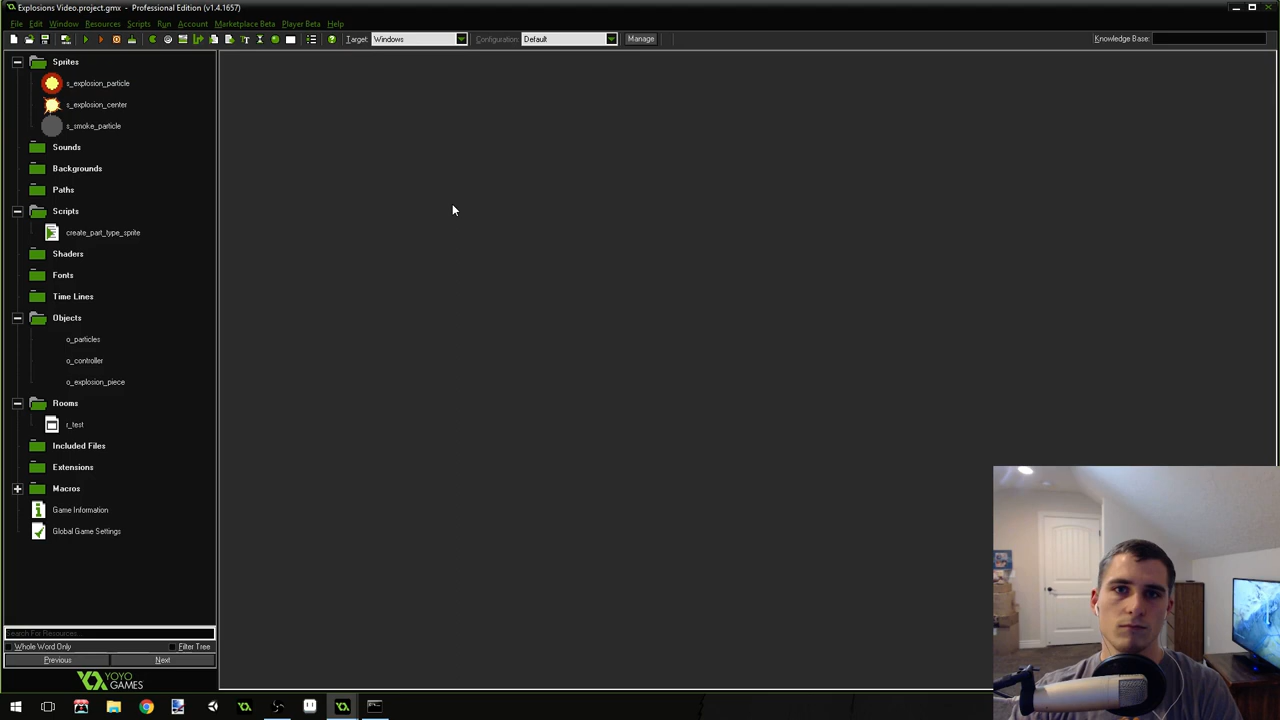 Explosions Video.project.gmx - Professional Edition (v1.4.1657)
File Edit Window Resources Scripts Run Account Marketplace Beta Player Beta Help
Target: Windows Configuration: Default Manage Knowledge Base:
Sprites
s_explosion_particle
s_explosion_center
s_smoke_particle
Sounds
Backgrounds
Paths
Scripts
create_part_type_sprite
Shaders
Fonts
Time Lines
Objects
o_particles
o_controller
o_explosion_piece
Rooms
r_test
Included Files
Extensions
Macros
Game Information
Global Game Settings
Search For Resources...
Whole Word Only Filter Tree
Previous Next
YOYO
GAMES